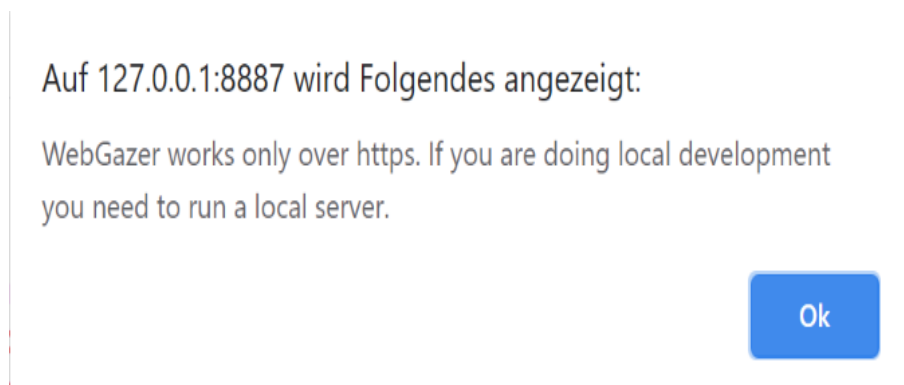 Auf 127.0.0.1:8887 wird Folgendes angezeigt:
WebGazer works only over https. If you are doing local development
you need to run a local server.
Ok